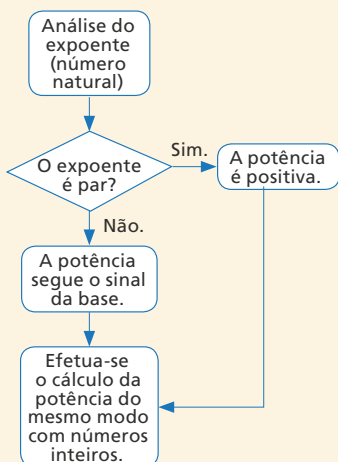 Análise do
expoente
(número
natural)
O expoente
é par?
Sim.
A potência
é positiva.
Não.
A potência
segue o sinal
da base.
Efetua-se
o cálculo da
potência do
mesmo modo
com números
inteiros.